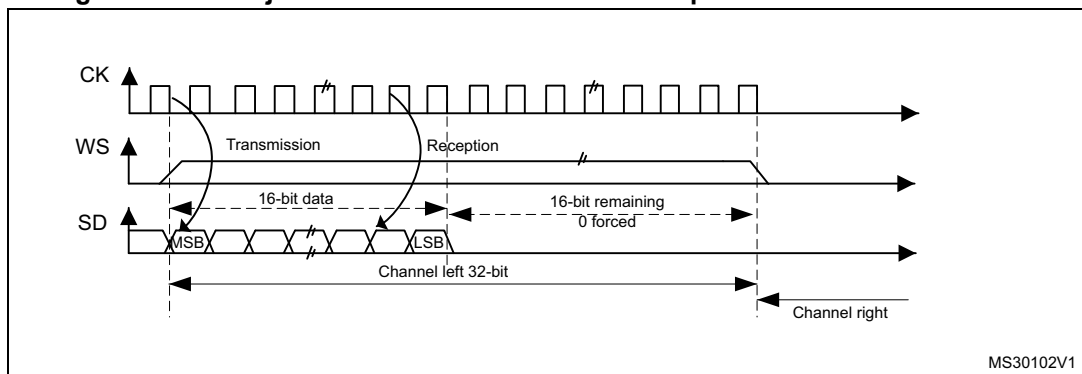 CK
WS
Transmission
Reception
16-bit data
16-bit remaining
0 forced
SD
MSB
LSB
Channel left 32-bit
Channel right
MS30102V1